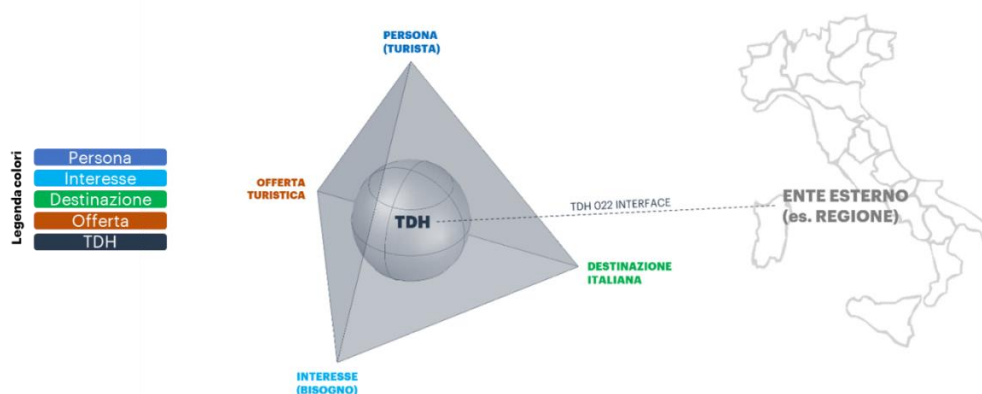 Legenda colori
Persona
Interesse
Destinazione
Offerta
TDH
PERSONA
(TURISTA)
OFFERTA
TURISTICA
TDH
TDH 022 INTERFACE
ENTE ESTERNO
(es. REGIONE)
DESTINAZIONE
ITALIANA
INTERESSE
(BISOGNO)